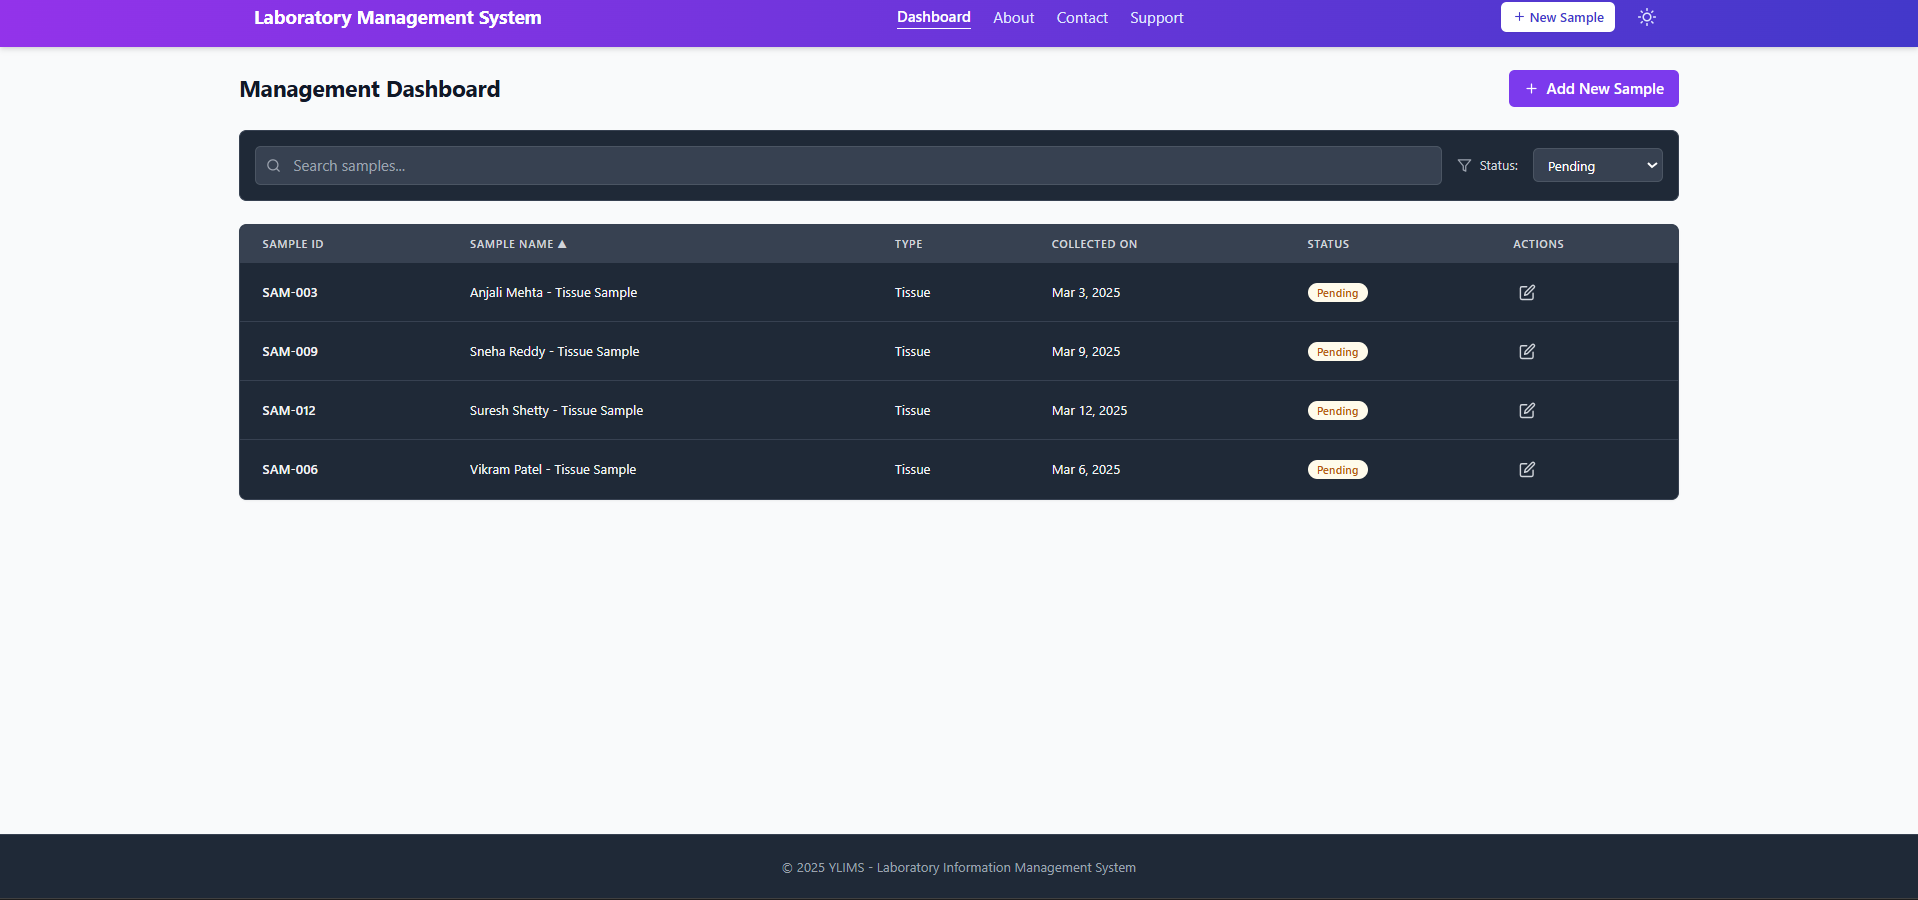 Laboratory Management System
Dashboard About Contact Support
+ New Sample
Management Dashboard
+ Add New Sample
Search samples...
Status: Pending
SAMPLE ID SAMPLE NAME ▲ TYPE COLLECTED ON STATUS ACTIONS
SAM-003 Anjali Mehta - Tissue Sample Tissue Mar 3, 2025 Pending
SAM-009 Sneha Reddy - Tissue Sample Tissue Mar 9, 2025 Pending
SAM-012 Suresh Shetty - Tissue Sample Tissue Mar 12, 2025 Pending
SAM-006 Vikram Patel - Tissue Sample Tissue Mar 6, 2025 Pending
© 2025 YLIMS - Laboratory Information Management System